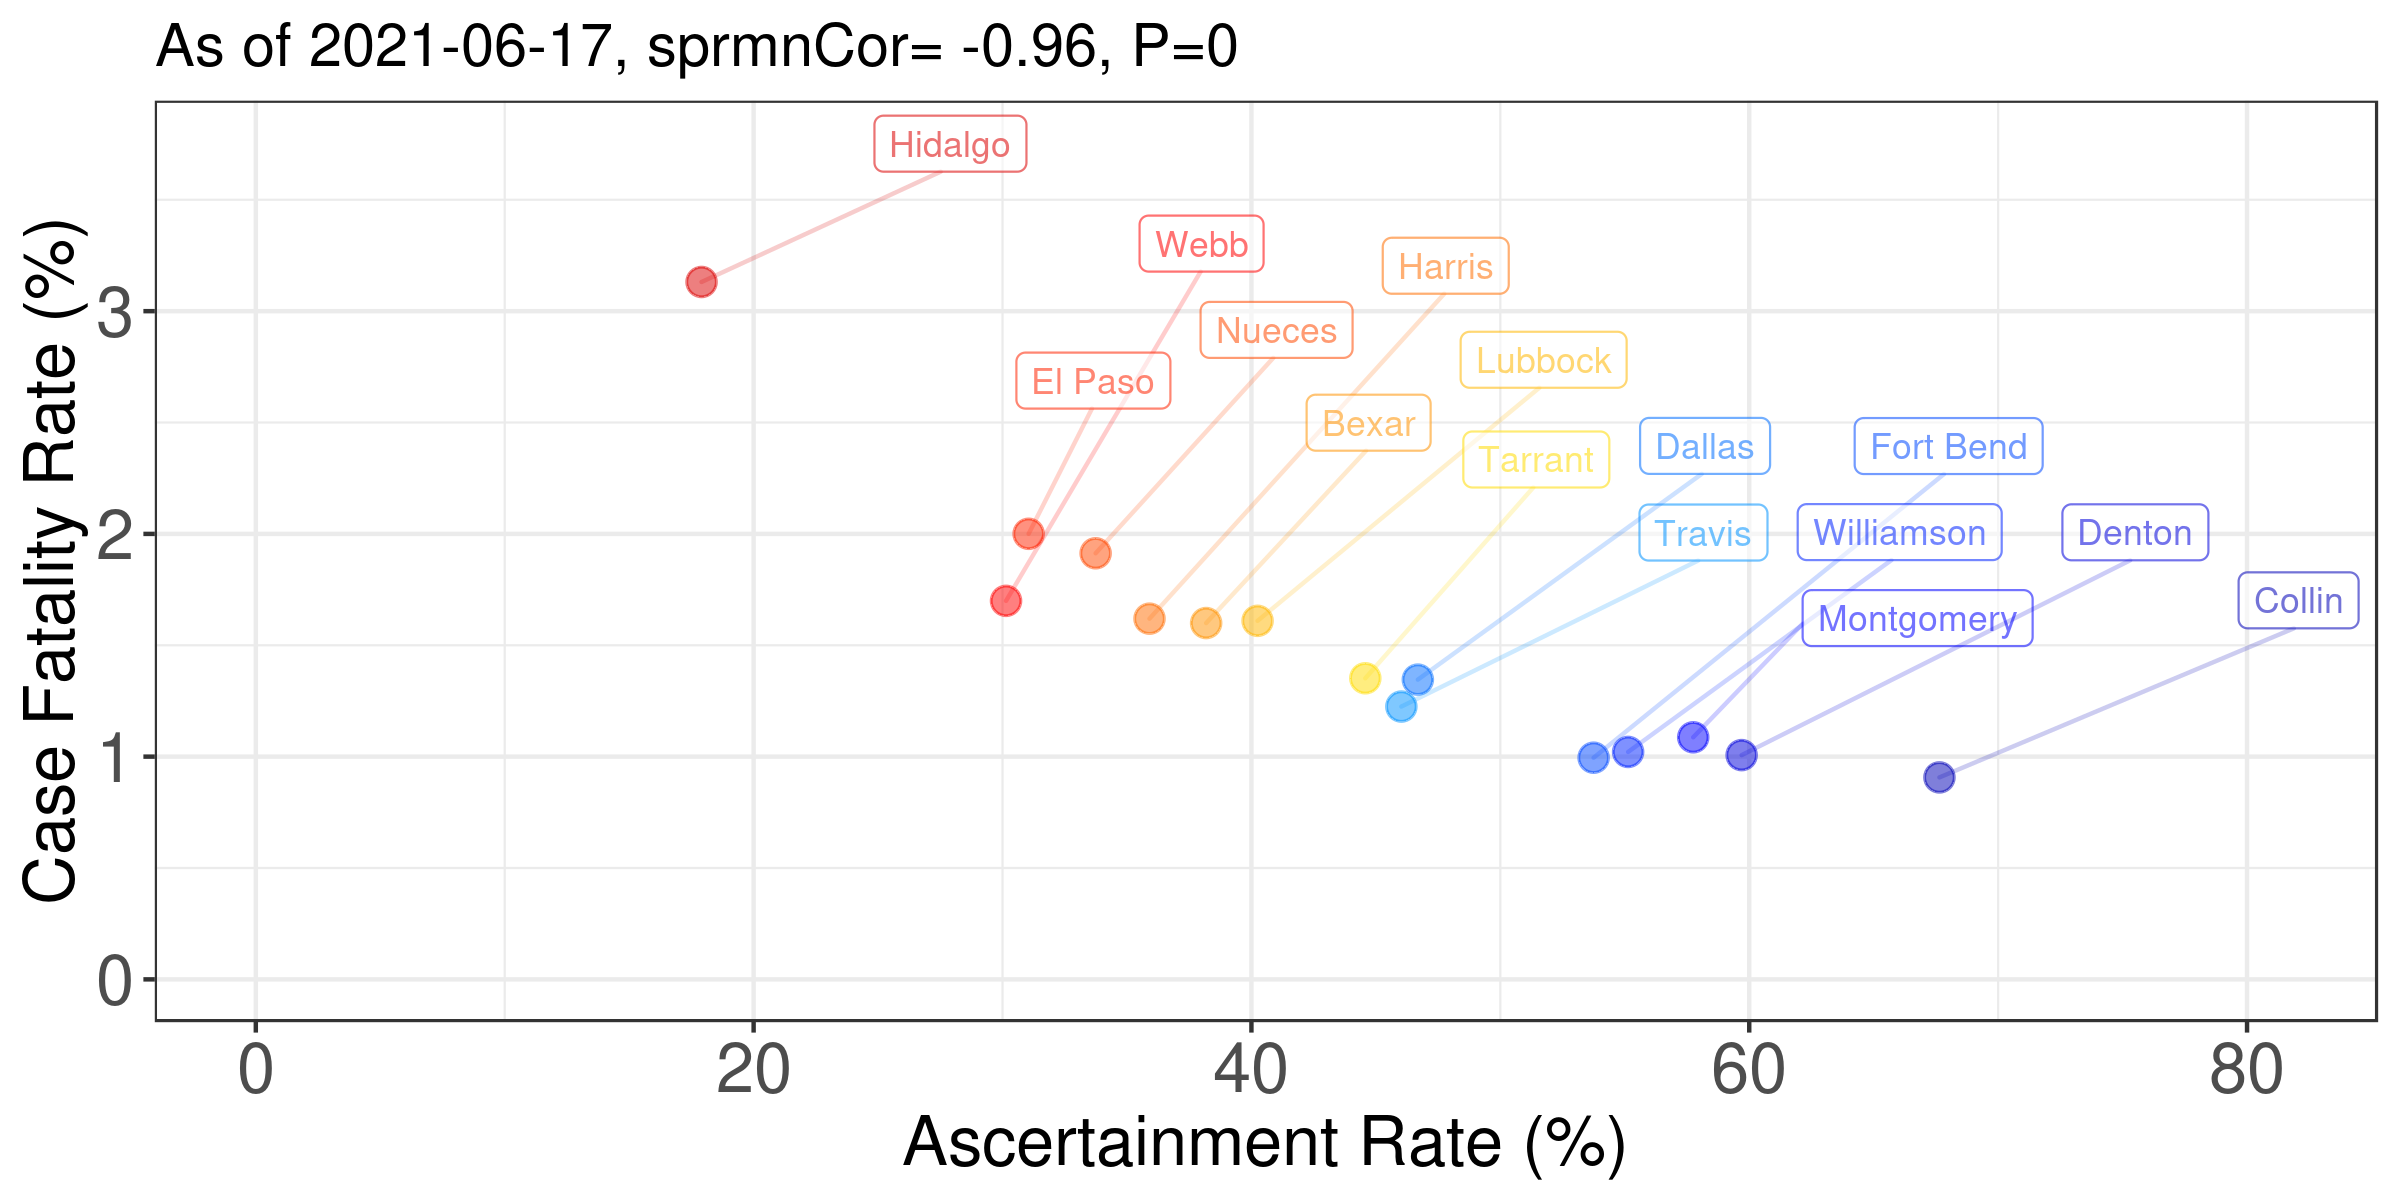 As of 2021-06-17, sprmnCor= -0.96, P=0
Case Fatality Rate (%)
3
2
1
0
Hidalgo
Webb
Harris
Nueces
Lubbock
El Paso
Bexar
Tarrant
Dallas
Fort Bend
Travis
Williamson
Denton
Collin
Montgomery
0 20 40 60 80
Ascertainment Rate (%)